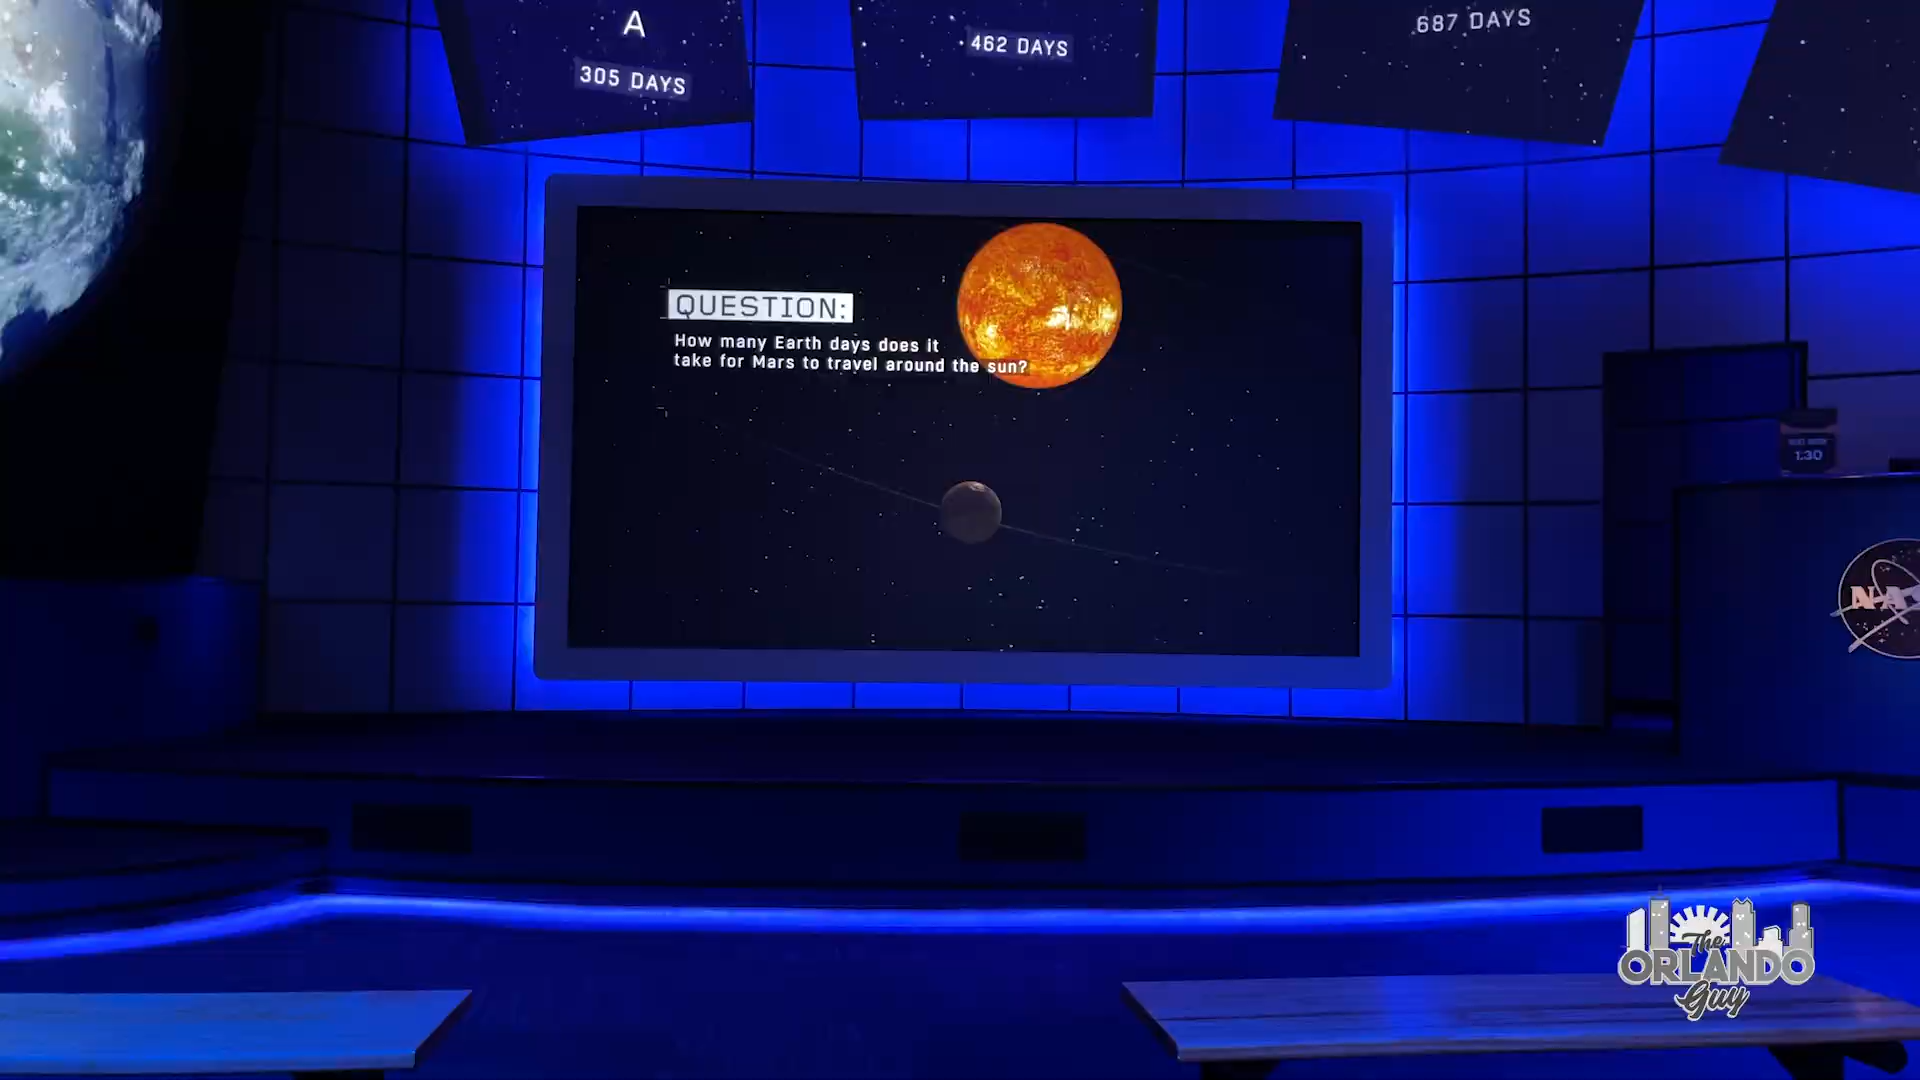 A
305 DAYS
462 DAYS
687 DAYS
QUESTION:
How many Earth days does it
take for Mars to travel around the sun?
1:30
The
ORLANDO
Guy